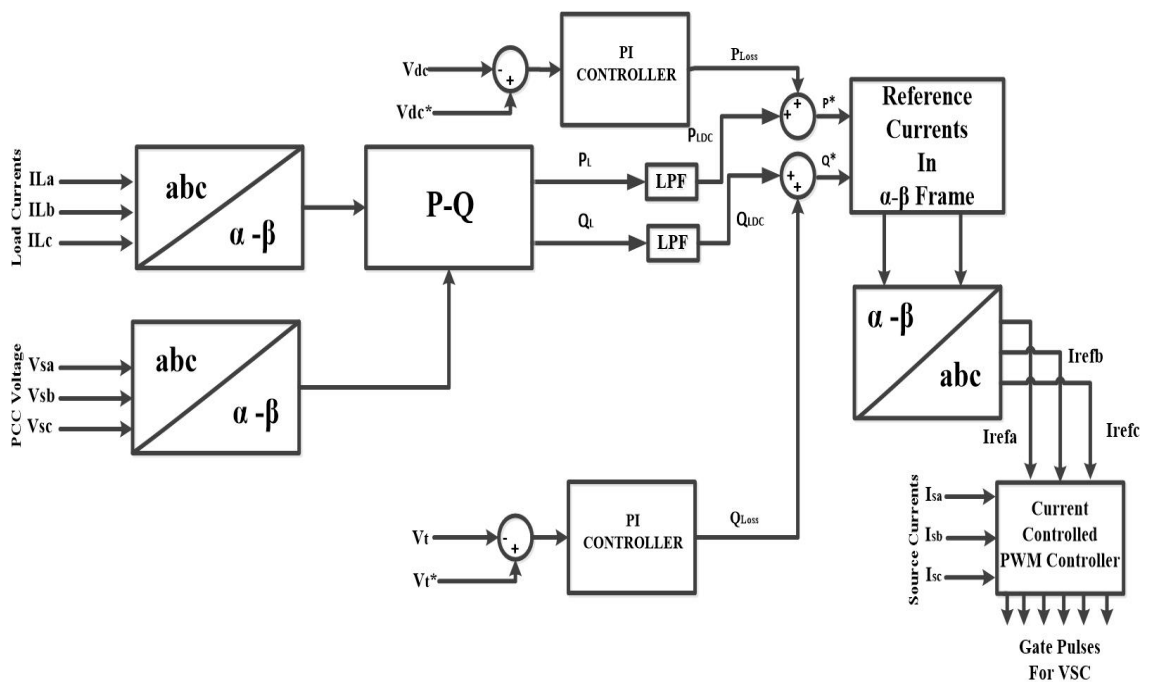 PI
CONTROLLER
Vdc
-
+
Vdc*
PLoss
+
+
P*
PLDC
Reference
Currents
In
α-β Frame
Load Currents
ILa
ILb
ILc
abc
α -β
P-Q
PL
LPF
QL
LPF
QLDC
+
+
Q*
PCC Voltage
Vsa
Vsb
Vsc
abc
α -β
α -β
abc
Irefb
Irefa
Irefc
Vt
-
+
Vt*
PI
CONTROLLER
QLoss
Source Currents
Isa
Isb
Isc
Current
Controlled
PWM Controller
Gate Pulses
For VSC